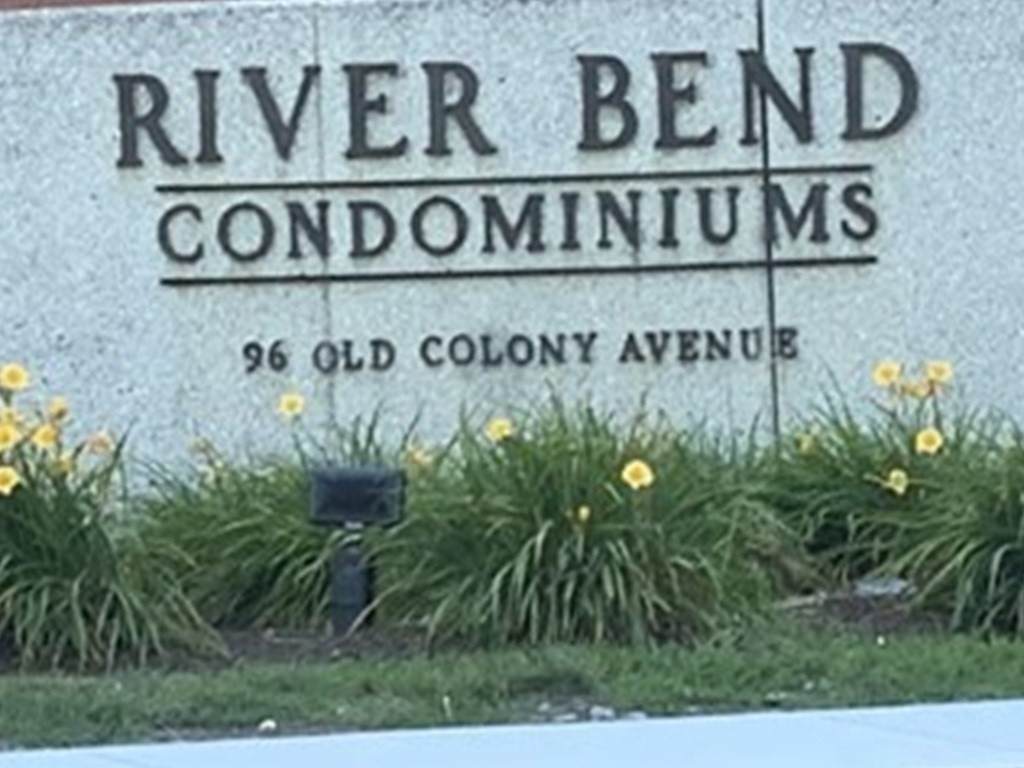 RIVER BEND
CONDOMINIUMS
96 OLD COLONY AVENUE